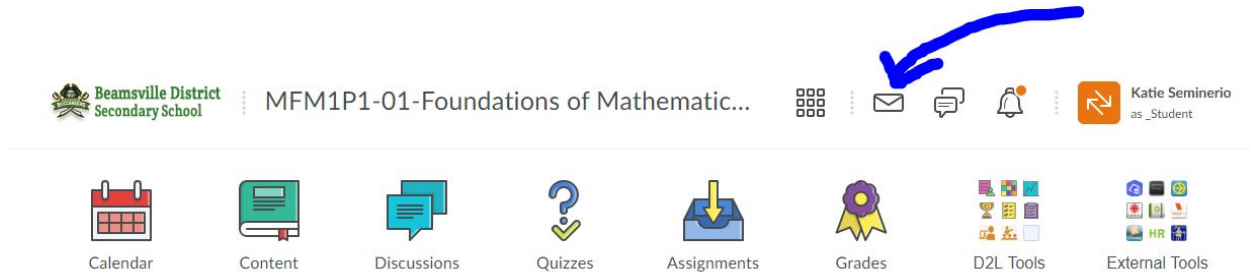 Beamsville District
Secondary School
MFM1P1-01-Foundations of Mathematic...
Katie Seminerio
as _Student
Calendar
Content
Discussions
Quizzes
Assignments
Grades
D2L Tools
External Tools
HR